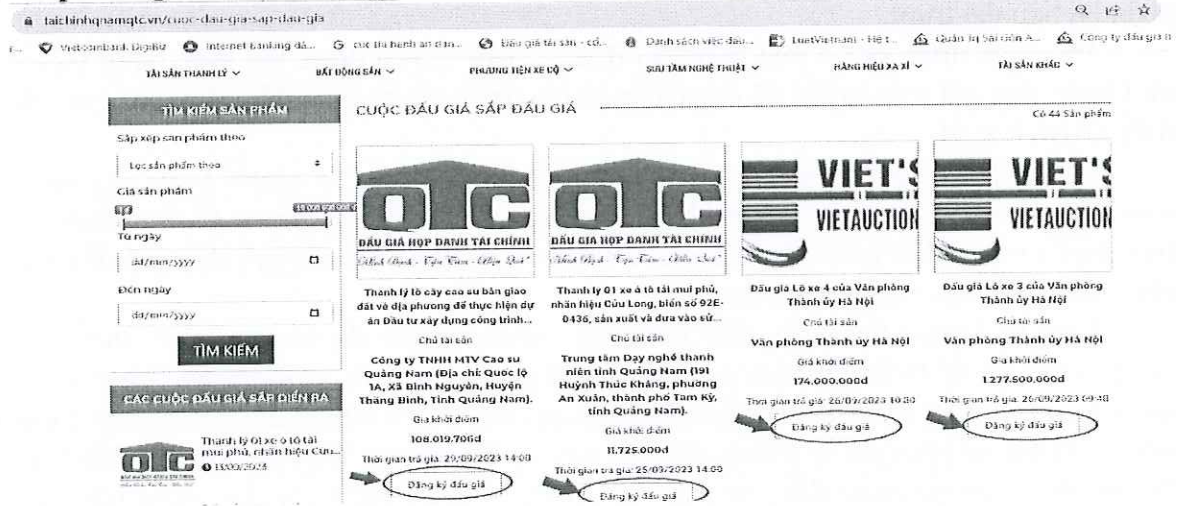 taichinhqnamqtc.vn/cuoc-dau-gia-sap-dau-gia
Vietcombank DigiBiz
Internet Banking dà...
Đấu giá tài sản - cổ...
Danh sách việc đấu...
LuatVietnam - Hệ t...
Quản trị Sài Gòn A...
Công ty đấu giá
TÀI SẢN THANH LÝ
BẤT ĐỘNG SẢN
PHƯƠNG TIỆN XE CỘ
SƯU TẦM NGHỆ THUẬT
HÀNG HIỆU XA XỈ
TÀI SẢN KHÁC
TÌM KIẾM SẢN PHẨM
Sắp xếp sản phẩm theo
Lọc sản phẩm theo
Giá sản phẩm
Từ ngày
dd/mm/yyyy
Đến ngày
dd/mm/yyyy
TÌM KIẾM
CÁC CUỘC ĐẤU GIÁ SẮP DIỄN RA
Thanh lý 01 xe ô tô tải
mui phủ, nhãn hiệu Cửu...
CUỘC ĐẤU GIÁ SẮP ĐẤU GIÁ
Có 44 Sản phẩm
QTC
ĐẤU GIÁ HỢP DANH TÀI CHÍNH
Thanh lý lô cây cao su bàn giao
đất về địa phương để thực hiện dự
án Đầu tư xây dựng công trình...
Chủ tài sản
Công ty TNHH MTV Cao su
Quảng Nam (Địa chỉ: Quốc lộ
1A, Xã Bình Nguyên, Huyện
Thăng Bình, Tỉnh Quảng Nam).
Giá khởi điểm
108.019.706đ
Thời gian trả giá: 29/09/2023 14:00
Đăng ký đấu giá
QTC
ĐẤU GIÁ HỢP DANH TÀI CHÍNH
Thanh lý 01 xe ô tô tải mui phủ,
nhãn hiệu Cửu Long, biển số 92E-
0436, sản xuất và đưa vào sử...
Chủ tài sản
Trung tâm Dạy nghề thanh
niên tỉnh Quảng Nam (191
Huỳnh Thúc Kháng, phường
An Xuân, thành phố Tam Kỳ,
tỉnh Quảng Nam).
Giá khởi điểm
11.725.000đ
Thời gian trả giá: 25/09/2023 14:00
Đăng ký đấu giá
VIET'S
VIETAUCTION
Đấu giá Lô xe 4 của Văn phòng
Thành ủy Hà Nội
Chủ tài sản
Văn phòng Thành ủy Hà Nội
Giá khởi điểm
174.000.000đ
Thời gian trả giá: 26/09/2023 10:30
Đăng ký đấu giá
VIET'S
VIETAUCTION
Đấu giá Lô xe 3 của Văn phòng
Thành ủy Hà Nội
Chủ tài sản
Văn phòng Thành ủy Hà Nội
Giá khởi điểm
1.277.500.000đ
Thời gian trả giá: 26/09/2023
Đăng ký đấu giá